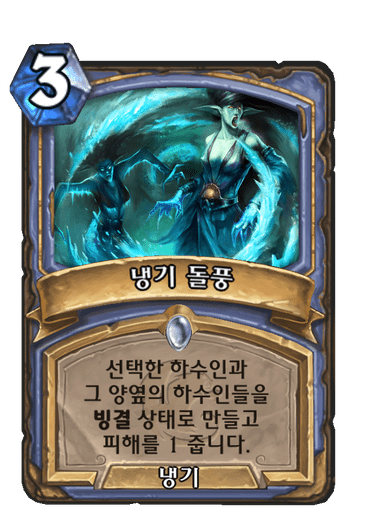 3
냉기 돌풍
선택한 하수인과
그 양옆의 하수인들을
빙결 상태로 만들고
피해를 1 줍니다.
냉기